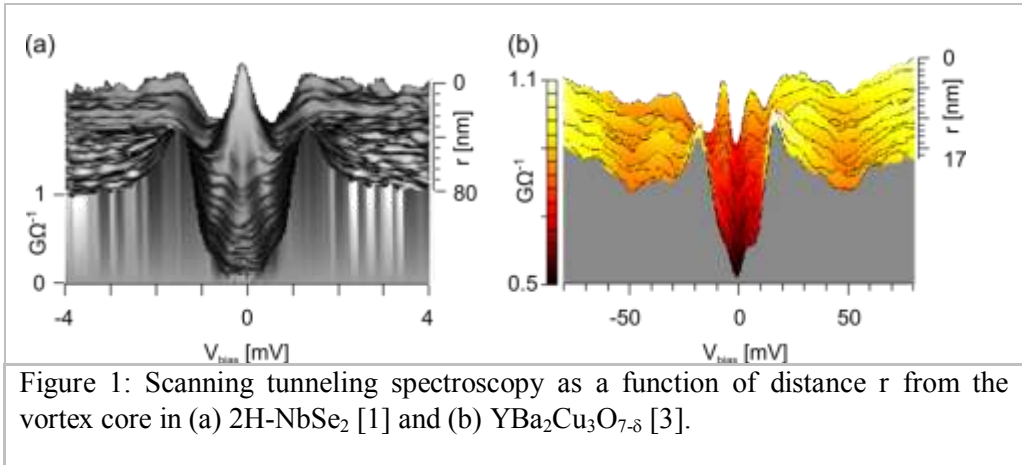 (a)
(b)
1
0
GΩ⁻¹
-4
0
4
V_bias [mV]
0
80
r [nm]
1.1
0.5
GΩ⁻¹
-50
0
50
V_bias [mV]
0
17
r [nm]
Figure 1: Scanning tunneling spectroscopy as a function of distance r from the
vortex core in (a) 2H-NbSe₂ [1] and (b) YBa₂Cu₃O₇₋δ [3].